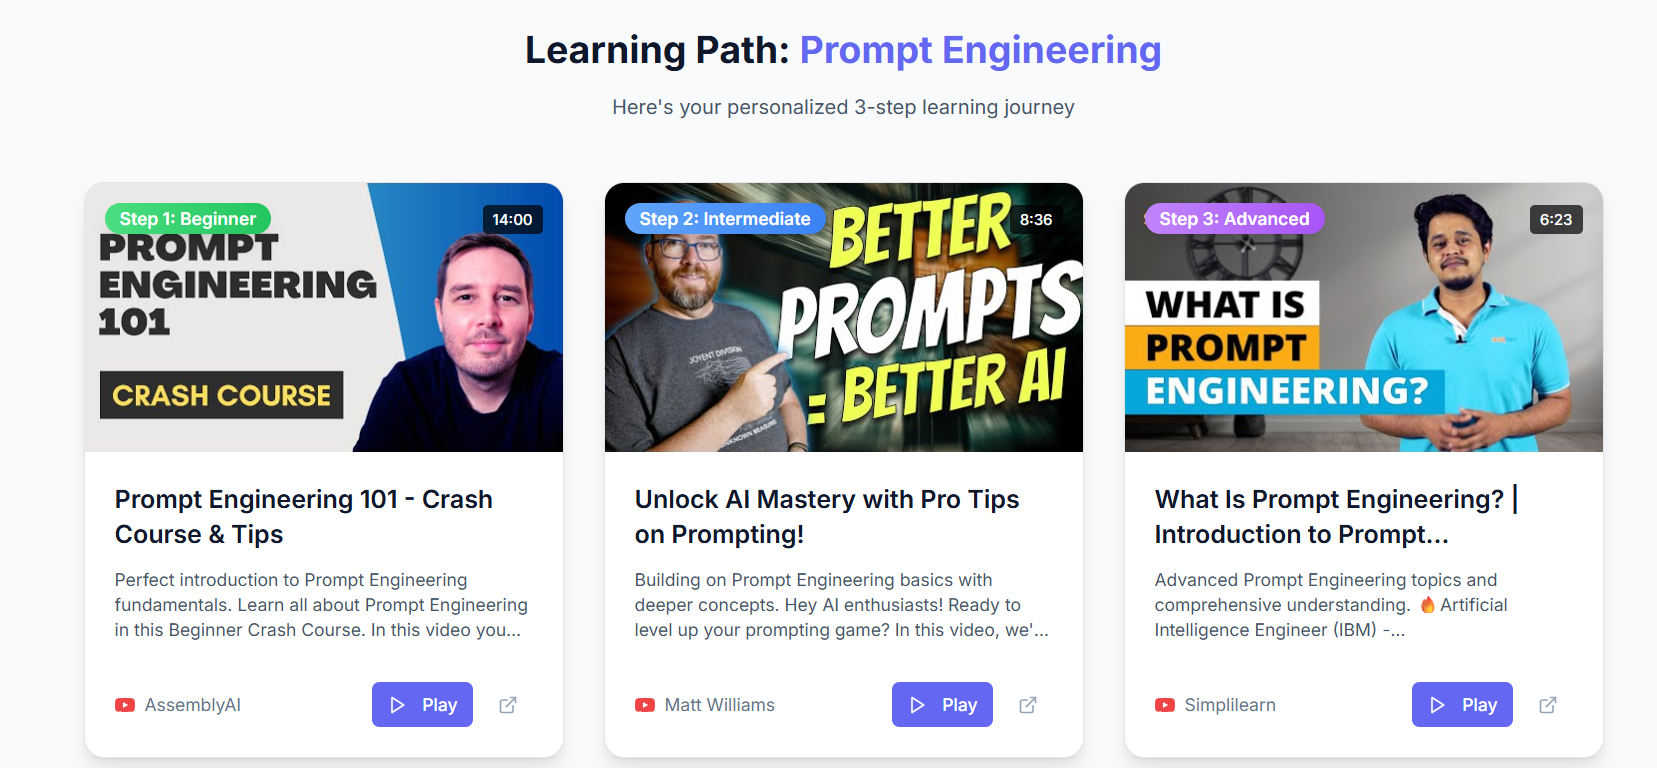 Learning Path: Prompt Engineering
Here's your personalized 3-step learning journey
Step 1: Beginner
14:00
PROMPT
ENGINEERING
101
CRASH COURSE
Prompt Engineering 101 - Crash
Course & Tips
Perfect introduction to Prompt Engineering
fundamentals. Learn all about Prompt Engineering
in this Beginner Crash Course. In this video you...
AssemblyAI
Play
Step 2: Intermediate
8:36
BETTER
PROMPTS
= BETTER AI
JOYENT DIVISION
UNKNOWN MEASURES
Unlock AI Mastery with Pro Tips
on Prompting!
Building on Prompt Engineering basics with
deeper concepts. Hey AI enthusiasts! Ready to
level up your prompting game? In this video, we'...
Matt Williams
Play
Step 3: Advanced
6:23
WHAT IS
PROMPT
ENGINEERING?
What Is Prompt Engineering? |
Introduction to Prompt...
Advanced Prompt Engineering topics and
comprehensive understanding. 🔥Artificial
Intelligence Engineer (IBM) -...
Simplilearn
Play